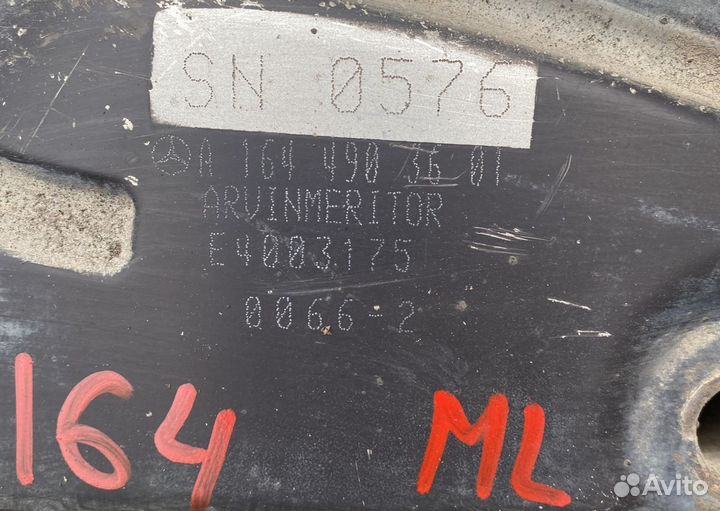 SN 0576
A 164 490 36 01
ARVINMERITOR
E4003175
0066-2
164 ML
Avito